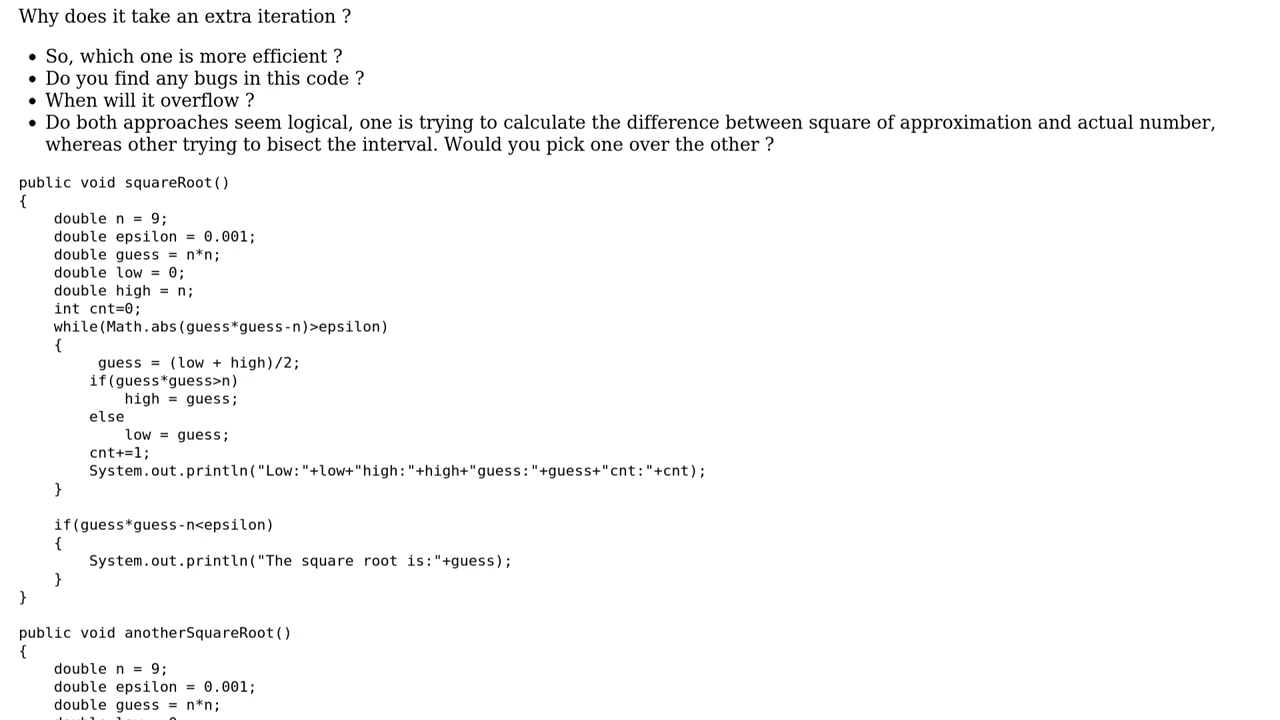 Why does it take an extra iteration ?
• So, which one is more efficient ?
• Do you find any bugs in this code ?
• When will it overflow ?
• Do both approaches seem logical, one is trying to calculate the difference between square of approximation and actual number,
whereas other trying to bisect the interval. Would you pick one over the other ?
public void squareRoot()
{
    double n = 9;
    double epsilon = 0.001;
    double guess = n*n;
    double low = 0;
    double high = n;
    int cnt=0;
    while(Math.abs(guess*guess-n)>epsilon)
    {
         guess = (low + high)/2;
        if(guess*guess>n)
            high = guess;
        else
            low = guess;
        cnt+=1;
        System.out.println("Low:"+low+"high:"+high+"guess:"+guess+"cnt:"+cnt);
    }

    if(guess*guess-n<epsilon)
    {
        System.out.println("The square root is:"+guess);
    }
}

public void anotherSquareRoot()
{
    double n = 9;
    double epsilon = 0.001;
    double guess = n*n;